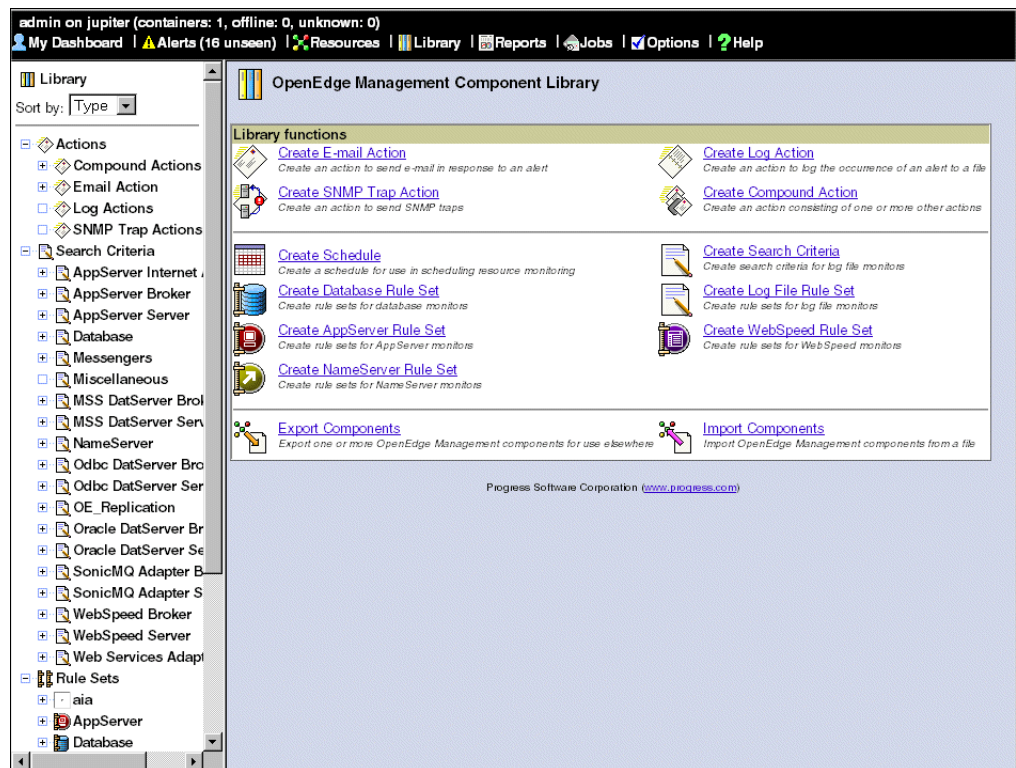 admin on jupiter (containers: 1, offline: 0, unknown: 0)
My Dashboard | Alerts (16 unseen) | Resources | Library | Reports | Jobs | Options | Help
Library
Sort by: Type
Actions
Compound Actions
Email Action
Log Actions
SNMP Trap Actions
Search Criteria
AppServer Internet
AppServer Broker
AppServer Server
Database
Messengers
Miscellaneous
MSS DatServer Brok
MSS DatServer Serv
NameServer
Odbc DatServer Bro
Odbc DatServer Ser
OE_Replication
Oracle DatServer Br
Oracle DatServer Se
SonicMQ Adapter B
SonicMQ Adapter S
WebSpeed Broker
WebSpeed Server
Web Services Adapt
Rule Sets
aia
AppServer
Database
OpenEdge Management Component Library
Library functions
Create E-mail Action
Create an action to send e-mail in response to an alert
Create Log Action
Create an action to log the occurrence of an alert to a file
Create SNMP Trap Action
Create an action to send SNMP traps
Create Compound Action
Create an action consisting of one or more other actions
Create Schedule
Create a schedule for use in scheduling resource monitoring
Create Search Criteria
Create search criteria for log file monitors
Create Database Rule Set
Create rule sets for database monitors
Create Log File Rule Set
Create rule sets for log file monitors
Create AppServer Rule Set
Create rule sets for AppServer monitors
Create WebSpeed Rule Set
Create rule sets for WebSpeed monitors
Create NameServer Rule Set
Create rule sets for NameServer monitors
Export Components
Export one or more OpenEdge Management components for use elsewhere
Import Components
Import OpenEdge Management components from a file
Progress Software Corporation (www.progress.com)